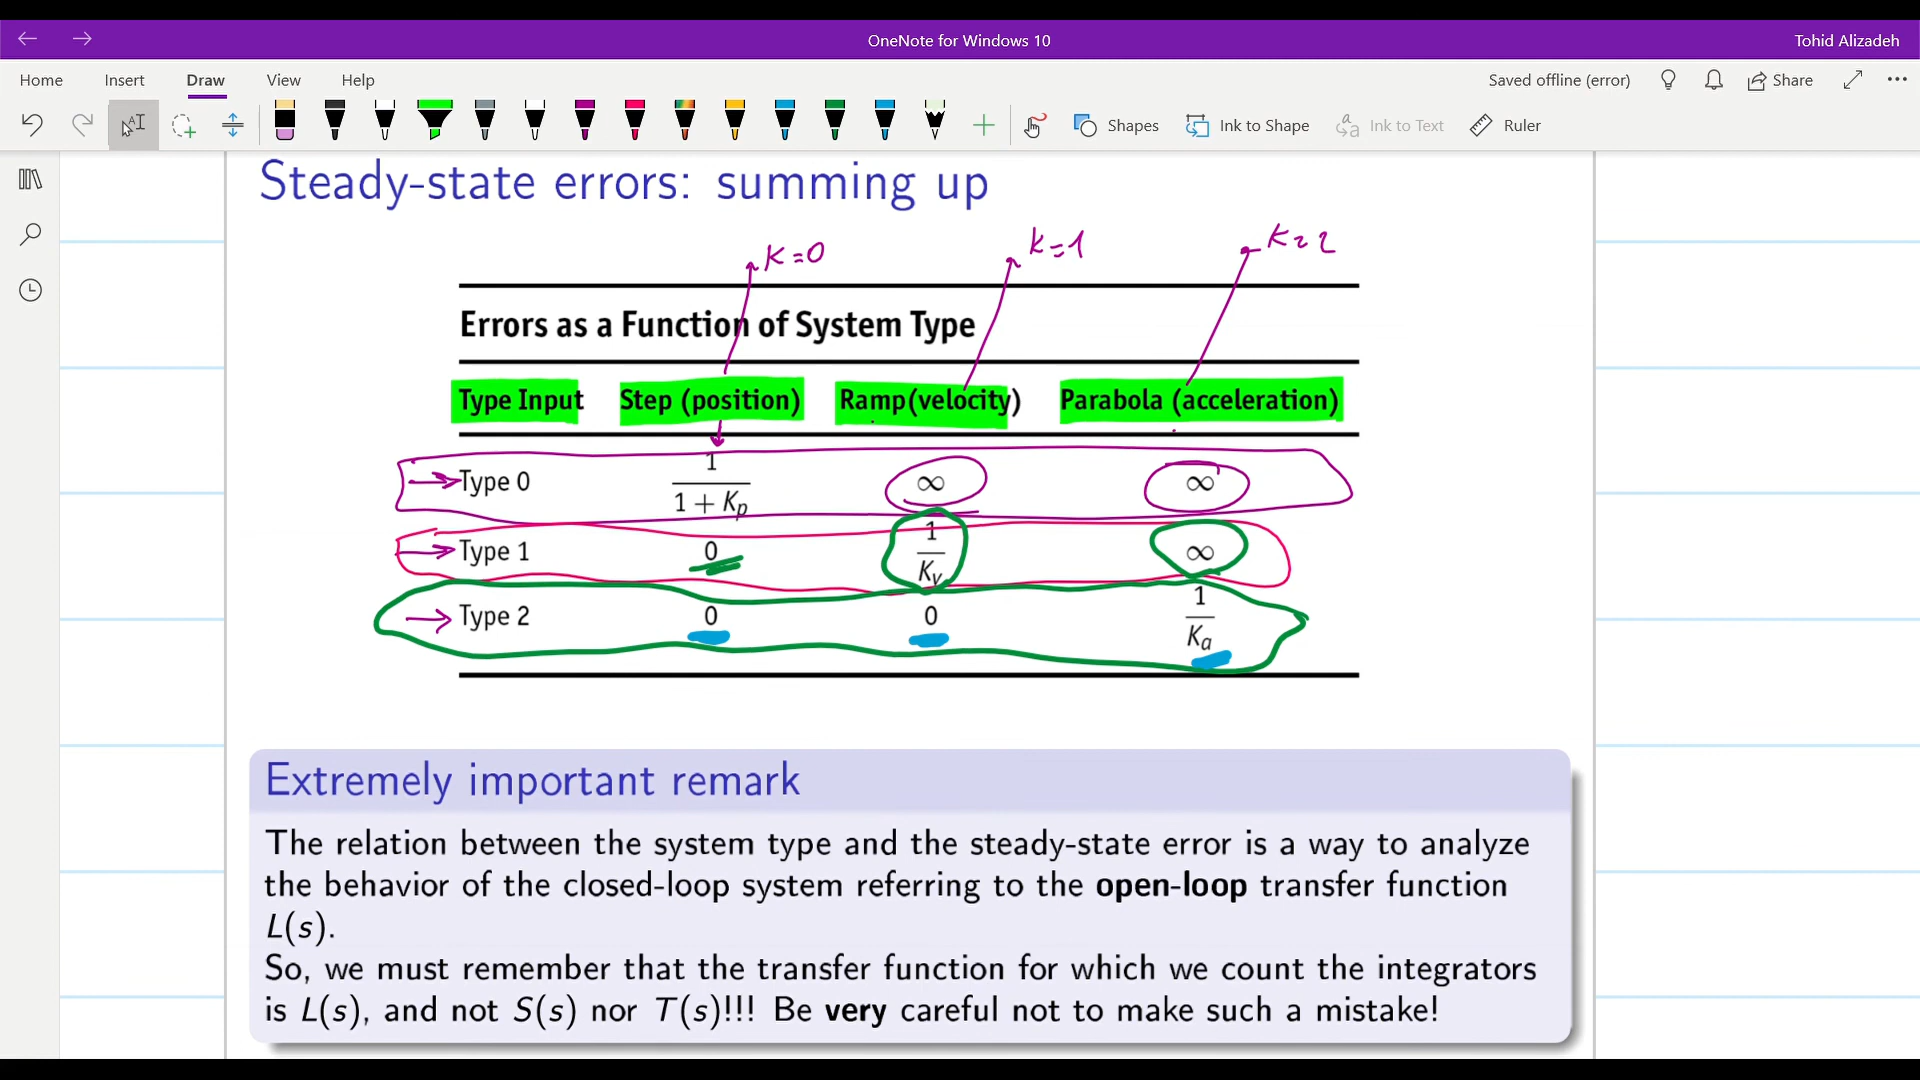 OneNote for Windows 10
Tohid Alizadeh
Home Insert Draw View Help
Saved offline (error) Share
Shapes Ink to Shape Ink to Text Ruler
Steady-state errors: summing up
K=0 K=1 K=2
Errors as a Function of System Type
Type Input Step (position) Ramp(velocity) Parabola (acceleration)
Type 0 1/(1 + Kp) ∞ ∞
Type 1 0 1/Kv ∞
Type 2 0 0 1/Ka
Extremely important remark
The relation between the system type and the steady-state error is a way to analyze
the behavior of the closed-loop system referring to the open-loop transfer function
L(s).
So, we must remember that the transfer function for which we count the integrators
is L(s), and not S(s) nor T(s)!!! Be very careful not to make such a mistake!